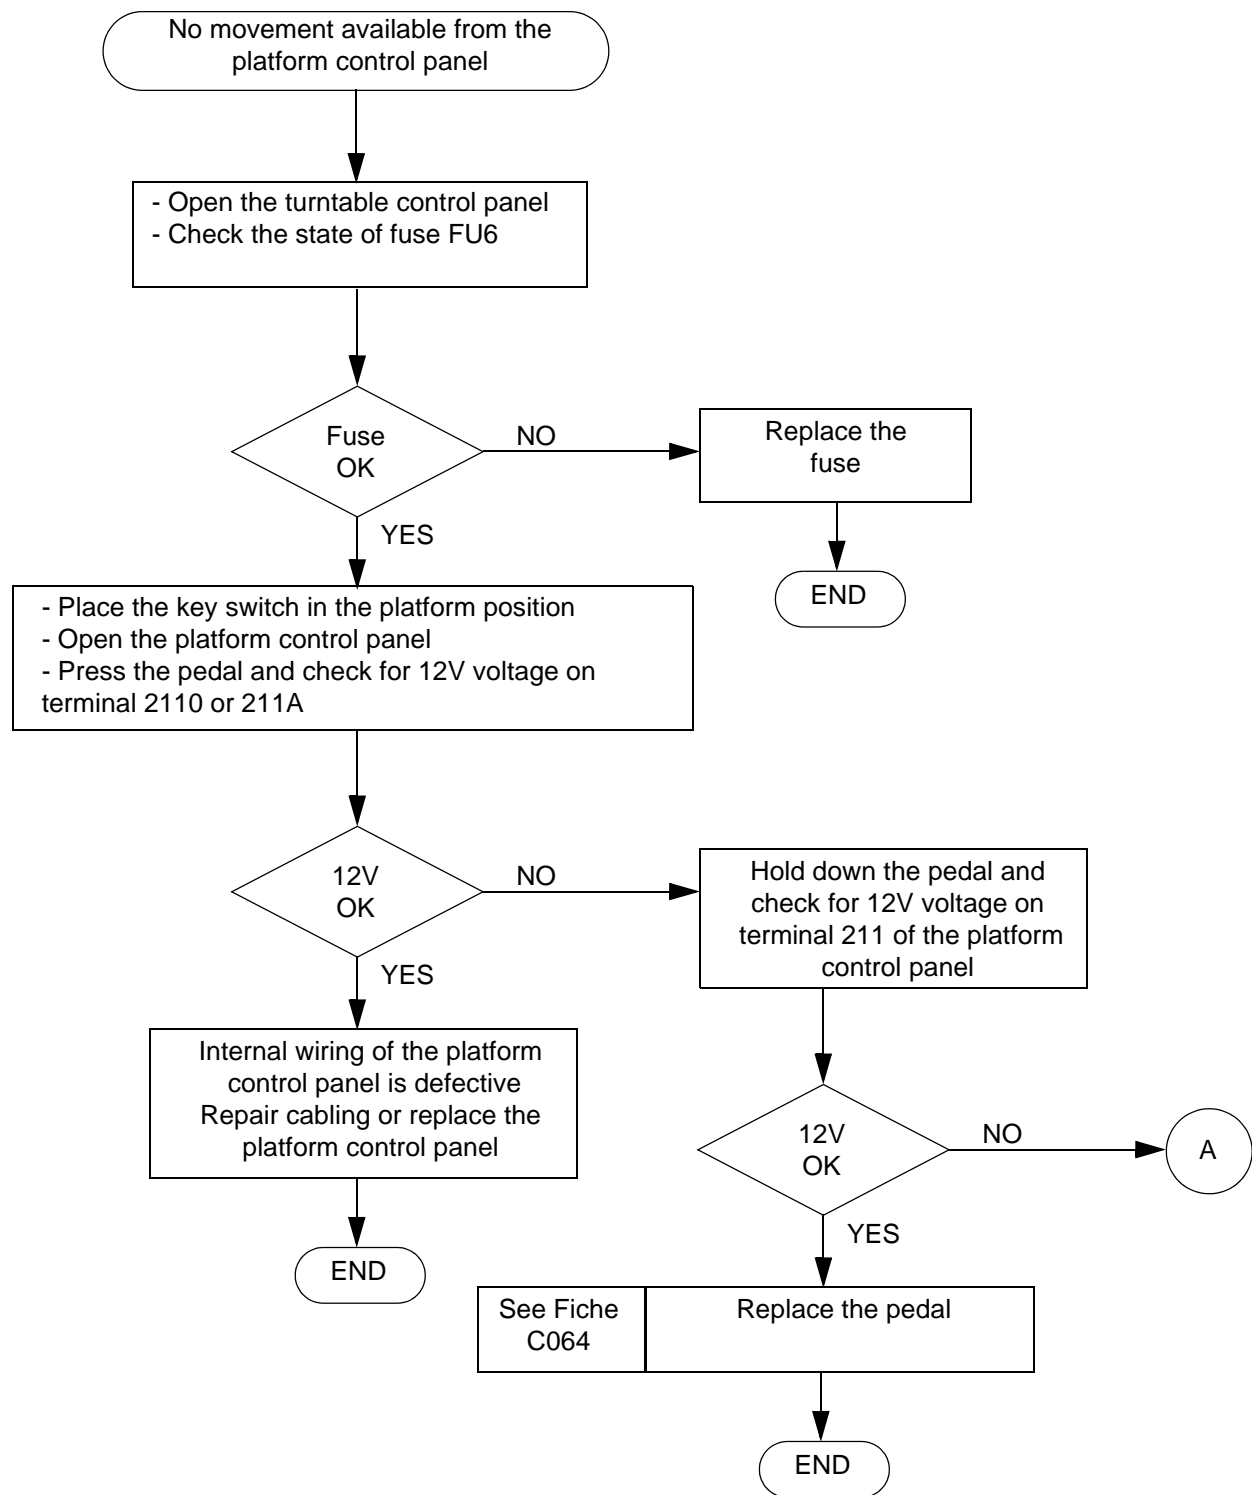 No movement available from the
platform control panel
- Open the turntable control panel
- Check the state of fuse FU6
Fuse
OK
NO
Replace the
fuse
YES
END
- Place the key switch in the platform position
- Open the platform control panel
- Press the pedal and check for 12V voltage on
terminal 2110 or 211A
12V
OK
NO
Hold down the pedal and
check for 12V voltage on
terminal 211 of the platform
control panel
YES
Internal wiring of the platform
control panel is defective
Repair cabling or replace the
platform control panel
12V
OK
NO
A
YES
END
See Fiche
C064
Replace the pedal
END